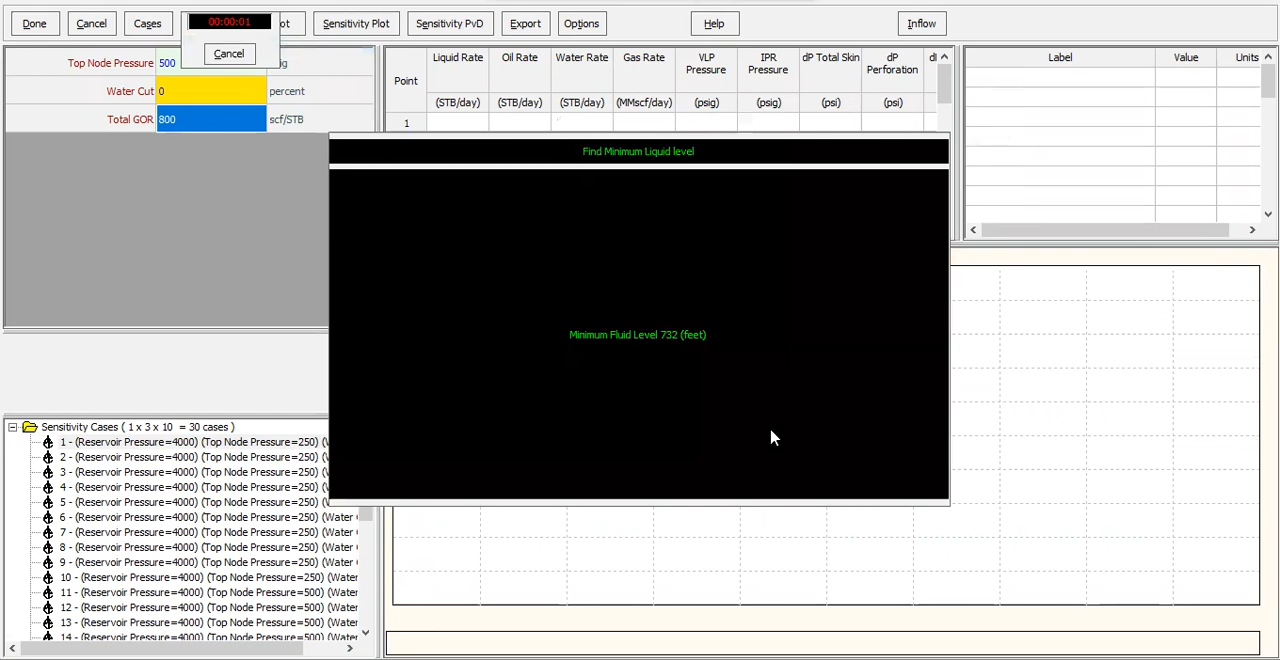 Done
Cancel
Cases
00:00:01
Cancel
ot
Sensitivity Plot
Sensitivity PvD
Export
Options
Help
Inflow
Top Node Pressure 500
Water Cut 0 percent
Total GOR 800 scf/STB
Point
Liquid Rate
(STB/day)
Oil Rate
(STB/day)
Water Rate
(STB/day)
Gas Rate
(MMscf/day)
VLP
Pressure
(psig)
IPR
Pressure
(psig)
dP Total Skin
(psi)
dP
Perforation
(psi)
1
Label Value Units
Find Minimum Liquid level
Minimum Fluid Level 732 (feet)
Sensitivity Cases ( 1 x 3 x 10 = 30 cases )
1 - (Reservoir Pressure=4000) (Top Node Pressure=250) (W
2 - (Reservoir Pressure=4000) (Top Node Pressure=250) (W
3 - (Reservoir Pressure=4000) (Top Node Pressure=250) (W
4 - (Reservoir Pressure=4000) (Top Node Pressure=250) (W
5 - (Reservoir Pressure=4000) (Top Node Pressure=250) (W
6 - (Reservoir Pressure=4000) (Top Node Pressure=250) (Water
7 - (Reservoir Pressure=4000) (Top Node Pressure=250) (Water
8 - (Reservoir Pressure=4000) (Top Node Pressure=250) (Water
9 - (Reservoir Pressure=4000) (Top Node Pressure=250) (Water
10 - (Reservoir Pressure=4000) (Top Node Pressure=250) (Water
11 - (Reservoir Pressure=4000) (Top Node Pressure=500) (Water
12 - (Reservoir Pressure=4000) (Top Node Pressure=500) (Water
13 - (Reservoir Pressure=4000) (Top Node Pressure=500) (Water
14 - (Reservoir Pressure=4000) (Top Node Pressure=500) (Water